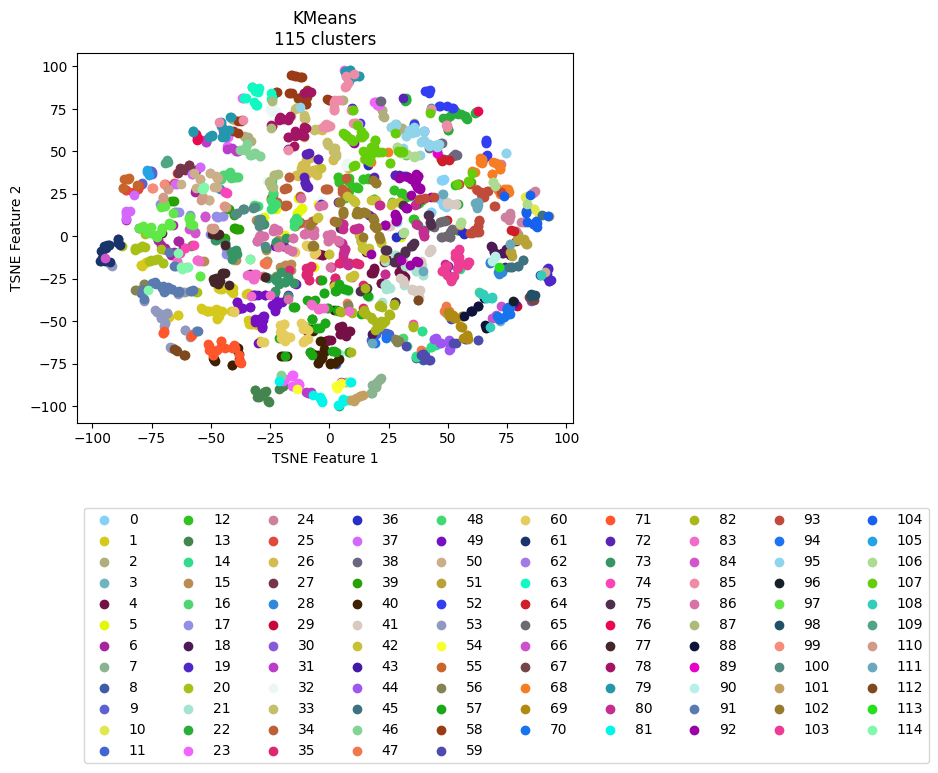 KMeans
115 clusters
100
75
50
25
0
−25
−50
−75
−100
TSNE Feature 2
−100 −75 −50 −25 0 25 50 75 100
TSNE Feature 1
0 12 24 36 48 60 71 82 93 104
1 13 25 37 49 61 72 83 94 105
2 14 26 38 50 62 73 84 95 106
3 15 27 39 51 63 74 85 96 107
4 16 28 40 52 64 75 86 97 108
5 17 29 41 53 65 76 87 98 109
6 18 30 42 54 66 77 88 99 110
7 19 31 43 55 67 78 89 100 111
8 20 32 44 56 68 79 90 101 112
9 21 33 45 57 69 80 91 102 113
10 22 34 46 58 70 81 92 103 114
11 23 35 47 59